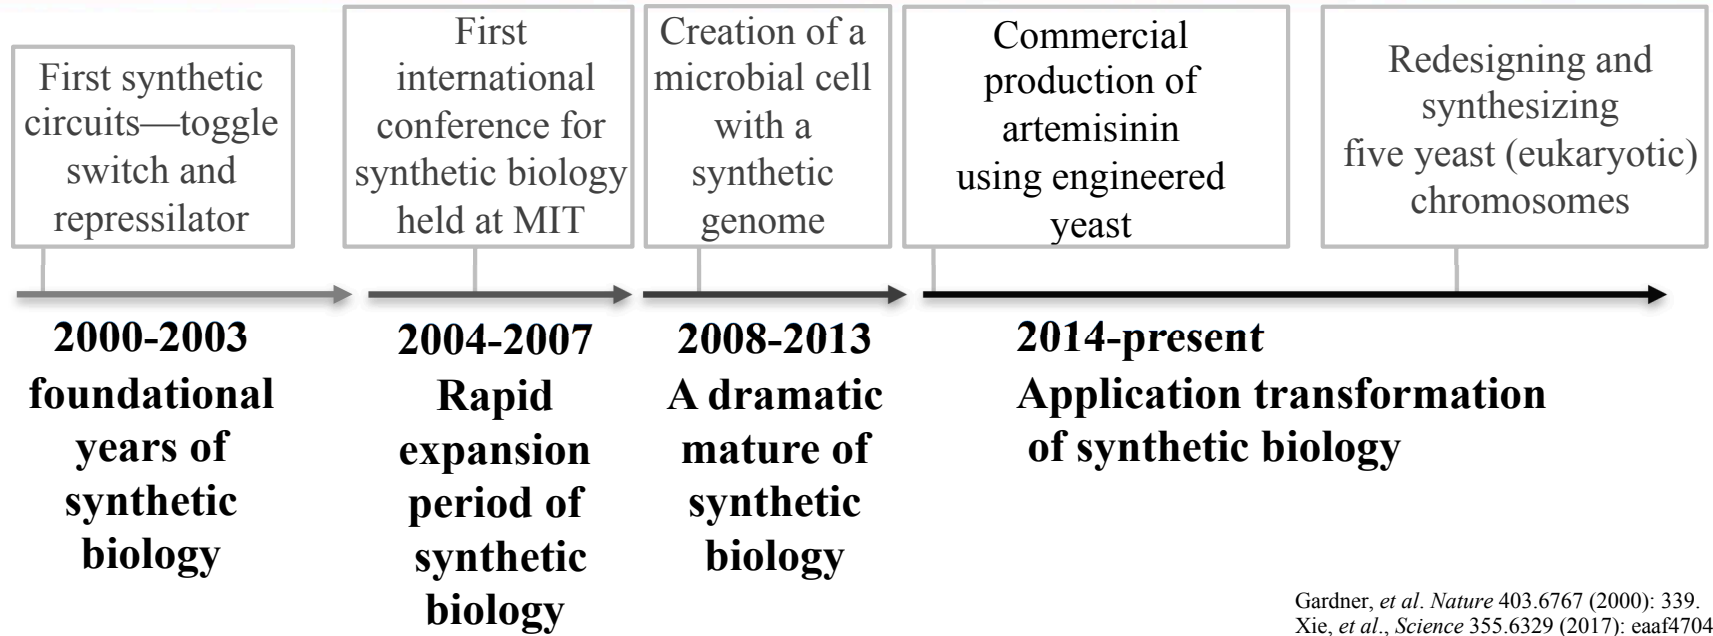 First synthetic
circuits—toggle
switch and
repressilator
First
international
conference for
synthetic biology
held at MIT
Creation of a
microbial cell
with a
synthetic
genome
Commercial
production of
artemisinin
using engineered
yeast
Redesigning and
synthesizing
five yeast (eukaryotic)
chromosomes
2000-2003
foundational
years of
synthetic
biology
2004-2007
Rapid
expansion
period of
synthetic
biology
2008-2013
A dramatic
mature of
synthetic
biology
2014-present
Application transformation
of synthetic biology
Gardner, et al. Nature 403.6767 (2000): 339.
Xie, et al., Science 355.6329 (2017): eaaf4704